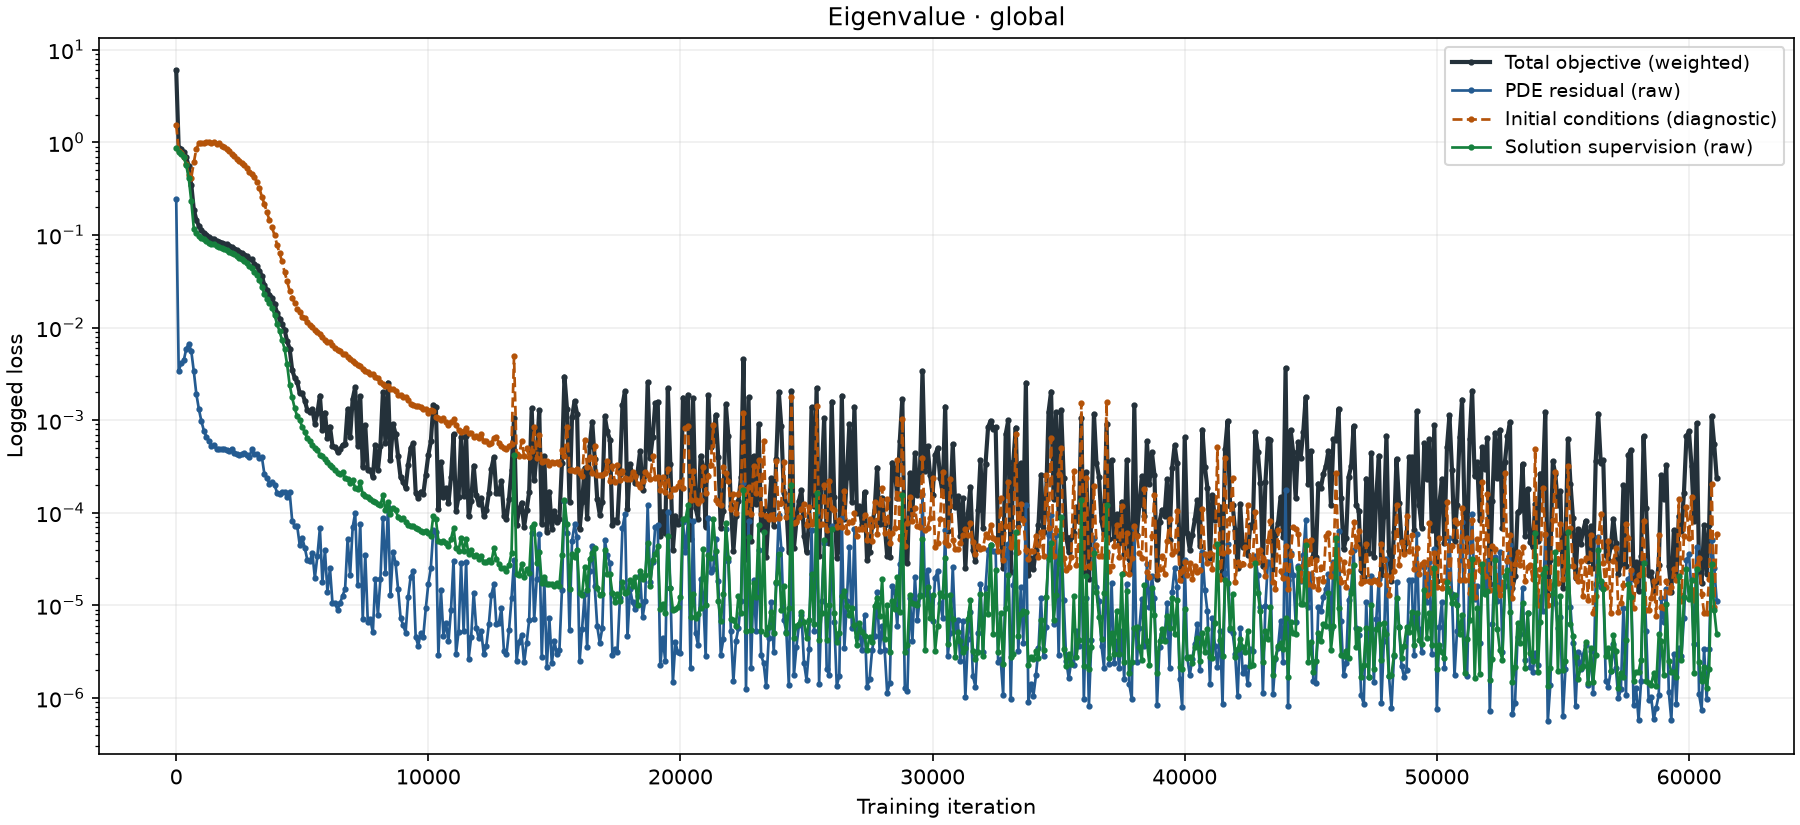 Eigenvalue · global
Total objective (weighted)
PDE residual (raw)
Initial conditions (diagnostic)
Solution supervision (raw)
Logged loss
10^1
10^0
10^-1
10^-2
10^-3
10^-4
10^-5
10^-6
0 10000 20000 30000 40000 50000 60000
Training iteration